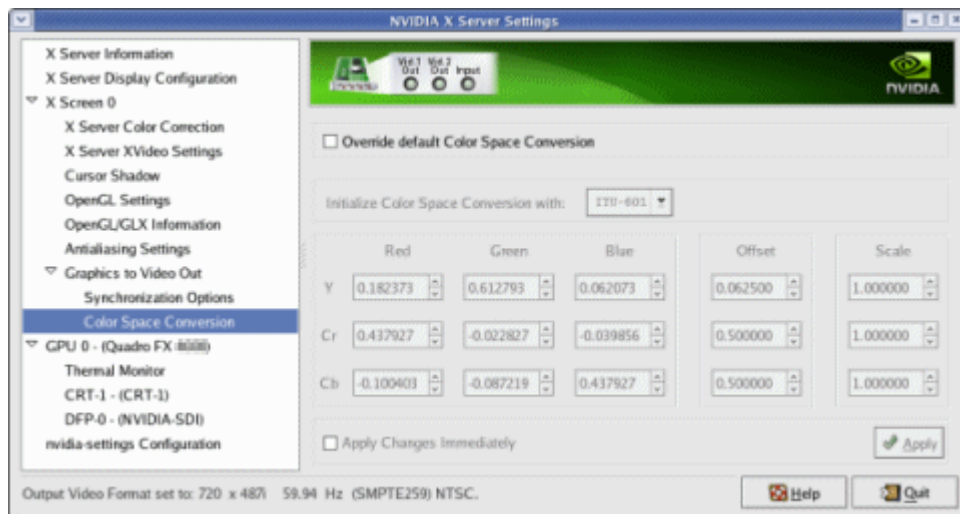 NVIDIA X Server Settings
X Server Information
X Server Display Configuration
X Screen 0
X Server Color Correction
X Server XVideo Settings
Cursor Shadow
OpenGL Settings
OpenGL/GLX Information
Antialiasing Settings
Graphics to Video Out
Synchronization Options
Color Space Conversion
GPU 0 - (Quadro FX )
Thermal Monitor
CRT-1 - (CRT-1)
DFP-0 - (NVIDIA-SDI)
nvidia-settings Configuration
Vid.1 Out Vid.2 Out Input
NVIDIA
Override default Color Space Conversion
Initialize Color Space Conversion with: ITU-601
Red Green Blue Offset Scale
Y 0.182373 0.612793 0.062073 0.062500 1.000000
Cr 0.437927 -0.022827 -0.039856 0.500000 1.000000
Cb -0.100403 -0.087219 0.437927 0.500000 1.000000
Apply Changes Immediately Apply
Output Video Format set to: 720 x 487i 59.94 Hz (SMPTE259) NTSC. Help Quit